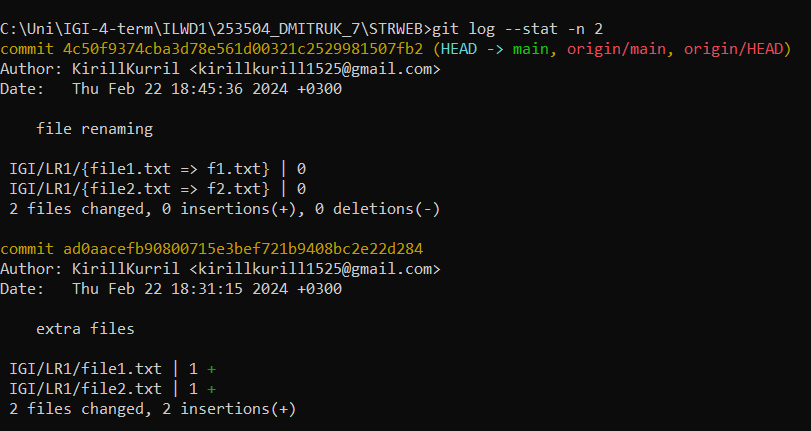 C:\Uni\IGI-4-term\ILWD1\253504_DMITRUK_7\STRWEB>git log --stat -n 2
commit 4c50f9374cba3d78e561d00321c2529981507fb2 (HEAD -> main, origin/main, origin/HEAD)
Author: KirillKurril <kirillkurill1525@gmail.com>
Date:   Thu Feb 22 18:45:36 2024 +0300

    file renaming

 IGI/LR1/{file1.txt => f1.txt} | 0
 IGI/LR1/{file2.txt => f2.txt} | 0
 2 files changed, 0 insertions(+), 0 deletions(-)

commit ad0aacefb90800715e3bef721b9408bc2e22d284
Author: KirillKurril <kirillkurill1525@gmail.com>
Date:   Thu Feb 22 18:31:15 2024 +0300

    extra files

 IGI/LR1/file1.txt | 1 +
 IGI/LR1/file2.txt | 1 +
 2 files changed, 2 insertions(+)